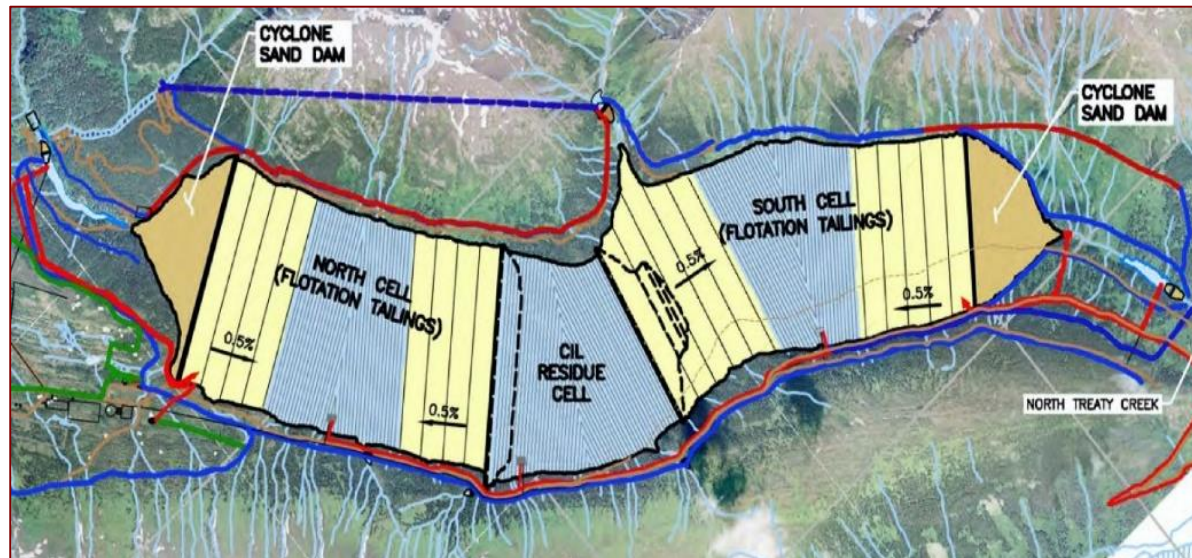 CYCLONE
SAND DAM
CYCLONE
SAND DAM
NORTH CELL
(FLOTATION TAILINGS)
SOUTH CELL
(FLOTATION TAILINGS)
0.5%
0.5%
0.5%
0.5%
CIL
RESIDUE
CELL
NORTH TREATY CREEK